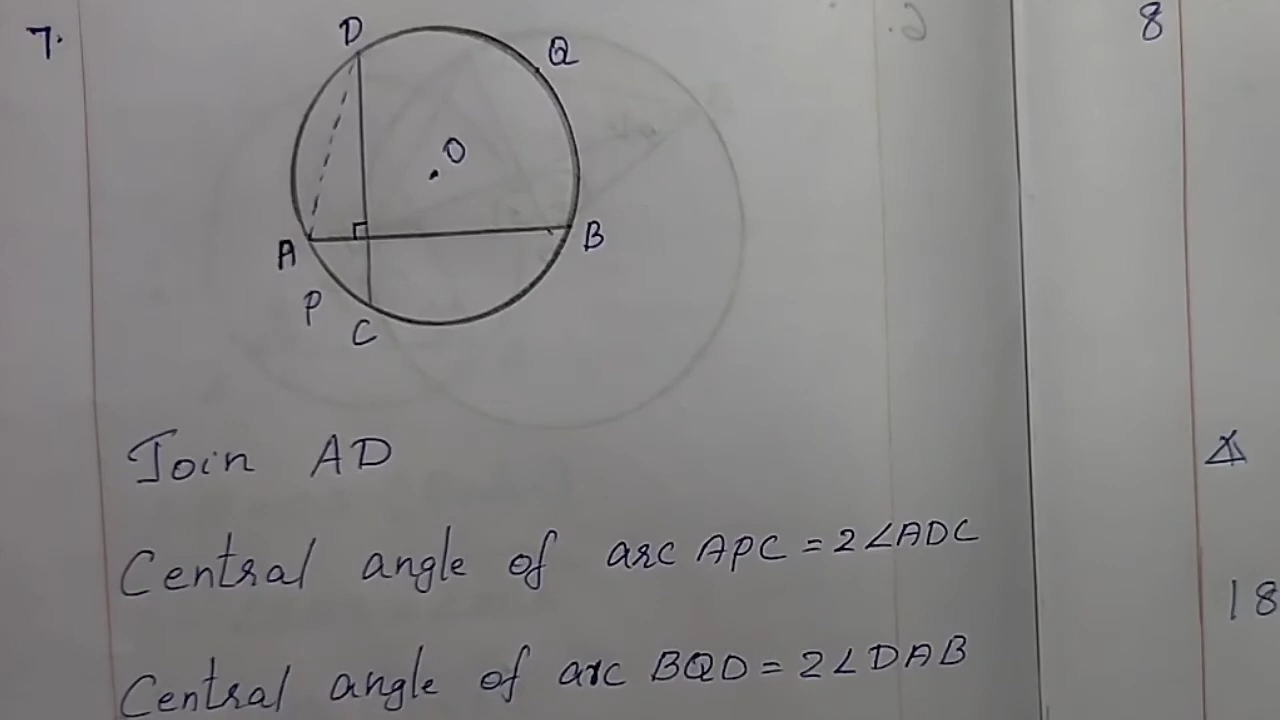 7.
D
Q
O
A
B
P
C
Join AD
Central angle of arc APC = 2∠ADC
Central angle of arc BQD = 2∠DAB
8
18